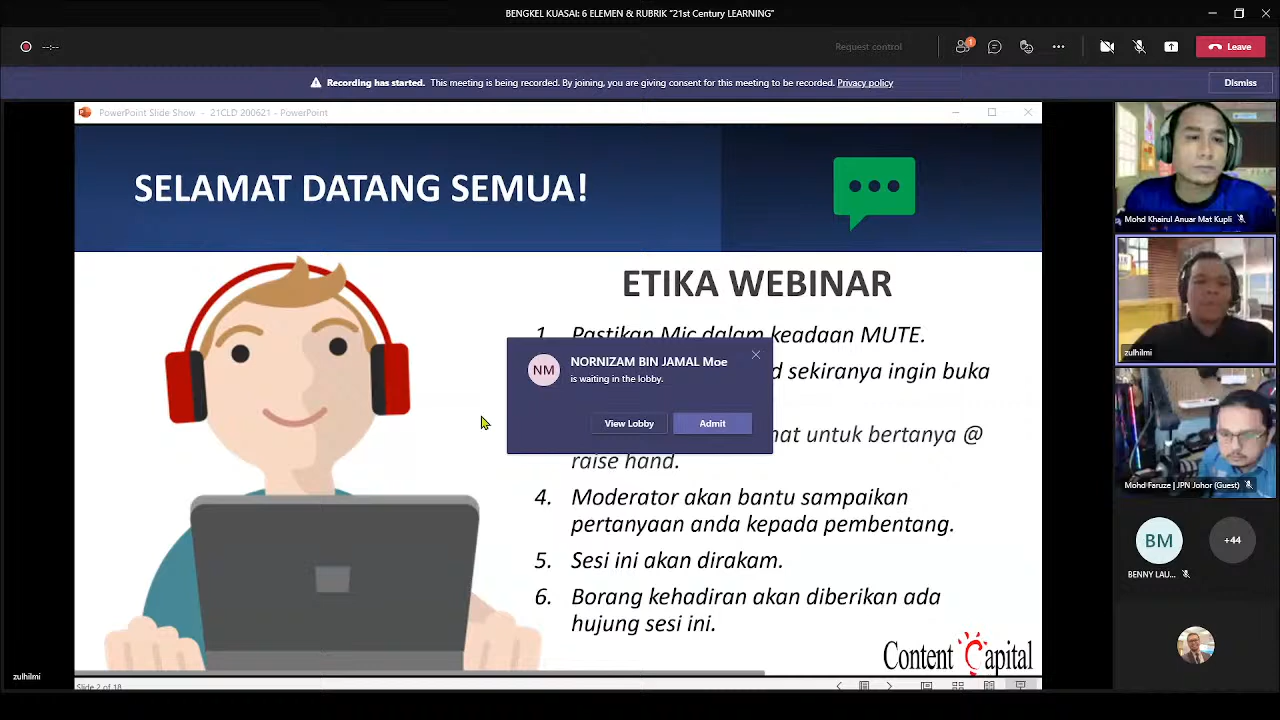 BENGKEL KUASAI: 6 ELEMEN & RUBRIK "21st Century LEARNING"
--:--
Request control
1
Leave
Recording has started. This meeting is being recorded. By joining, you are giving consent for this meeting to be recorded. Privacy policy
Dismiss
PowerPoint Slide Show - 21CLD 200621 - PowerPoint
SELAMAT DATANG SEMUA!
ETIKA WEBINAR
1. Pastikan Mic dalam keadaan MUTE.
sekiranya ingin buka
untuk bertanya @
raise hand.
4. Moderator akan bantu sampaikan
pertanyaan anda kepada pembentang.
5. Sesi ini akan dirakam.
6. Borang kehadiran akan diberikan ada
hujung sesi ini.
NM
NORNIZAM BIN JAMAL Moe
is waiting in the lobby.
View Lobby
Admit
Content Capital
Slide 2 of 18
zulhilmi
Mohd Khairul Anuar Mat Kupli
zulhilmi
Mohd Faruze | JPN Johor (Guest)
BM
+44
BENNY LAU...